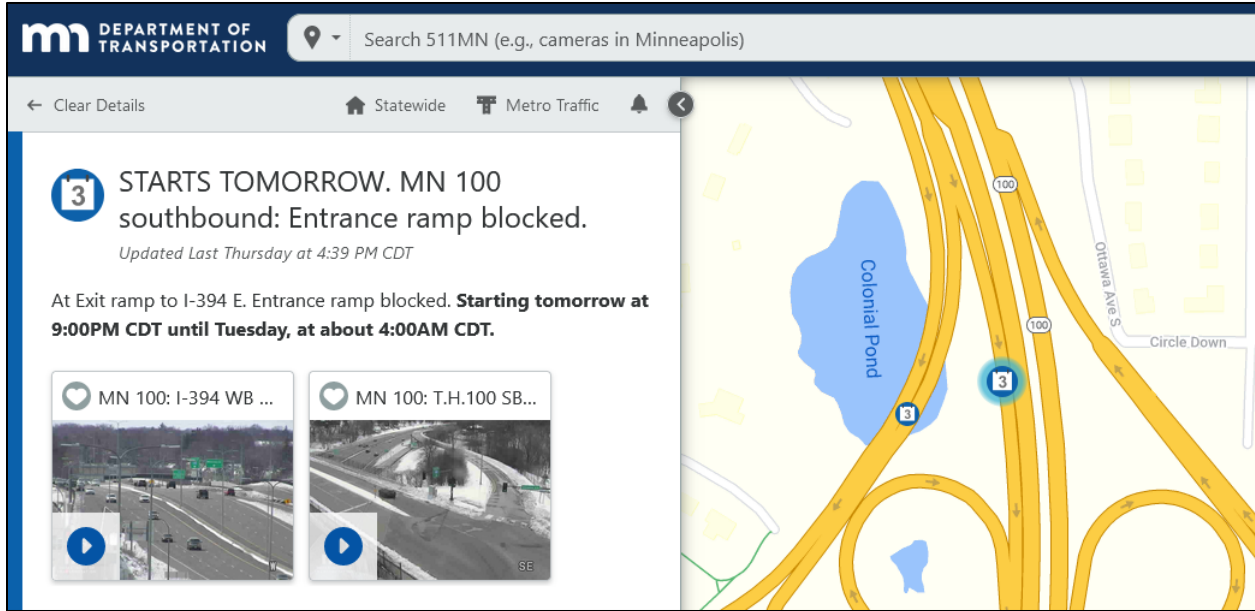 mn DEPARTMENT OF
TRANSPORTATION
Search 511MN (e.g., cameras in Minneapolis)
← Clear Details
Statewide
Metro Traffic
3
STARTS TOMORROW. MN 100
southbound: Entrance ramp blocked.
Updated Last Thursday at 4:39 PM CDT
At Exit ramp to I-394 E. Entrance ramp blocked. Starting tomorrow at
9:00PM CDT until Tuesday, at about 4:00AM CDT.
MN 100: I-394 WB ...
MN 100: T.H.100 SB...
SE
100
Ottawa Ave S
Colonial Pond
100
Circle Down
3
3